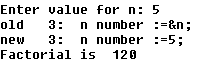 Enter value for n: 5
old   3:  n number :=&n;
new   3:  n number :=5;
Factorial is  120